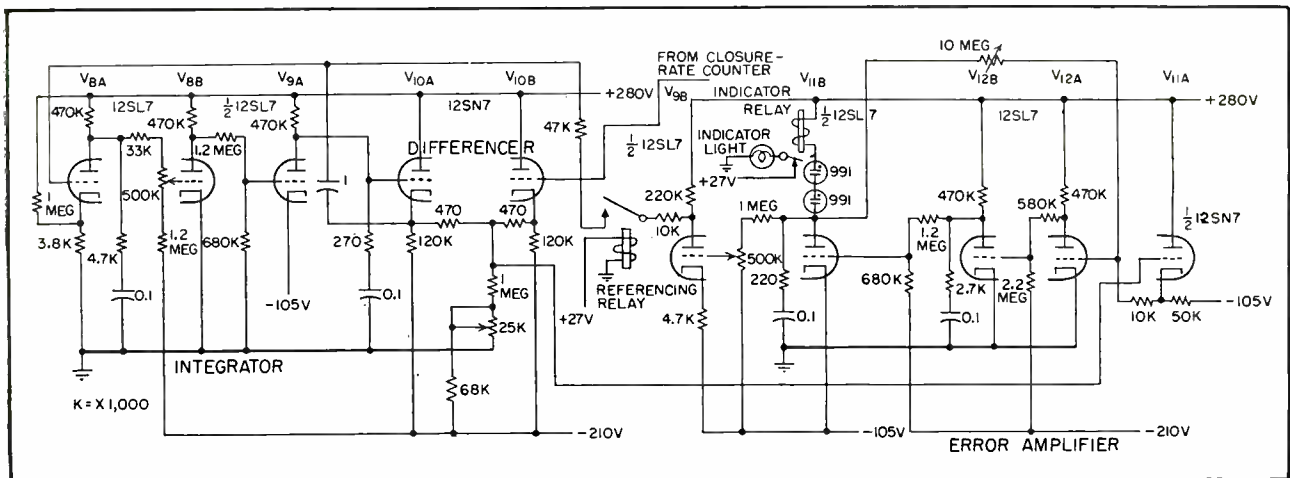 FROM CLOSURE-
RATE COUNTER
10 MEG
V8A
V8B
V9A
V10A
V10B
V9B
INDICATOR
RELAY
V11B
V12B
V12A
V11A
+280V
+280V
470K
12SL7
470K
½ 12SL7
470K
12SN7
47K
½ 12SL7
½ 12SL7
12SL7
33K
1.2 MEG
DIFFERENCER
INDICATOR
LIGHT
+27V
991
991
220K
470K
470K
580K
½
12SN7
500K
1
1 MEG
1
MEG
3.8K
4.7K
1.2
MEG
680K
270
470
470
120K
120K
10K
500K
220
1.2
MEG
680K
2.7K
2.2
MEG
10K
50K
-105V
0.1
-105V
0.1
1
MEG
25K
REFERENCING
RELAY
+27V
4.7K
0.1
0.1
INTEGRATOR
68K
K = X 1,000
-210V
-105V
-210V
ERROR AMPLIFIER